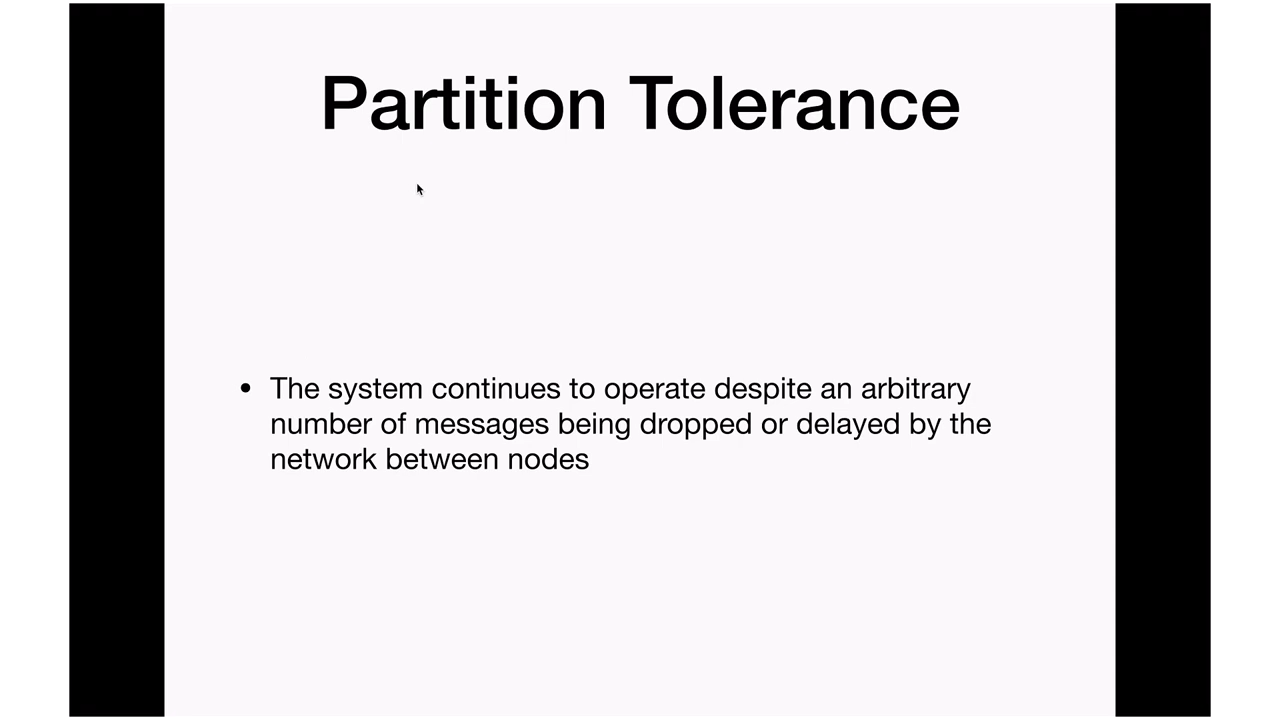 Partition Tolerance
• The system continues to operate despite an arbitrary
number of messages being dropped or delayed by the
network between nodes